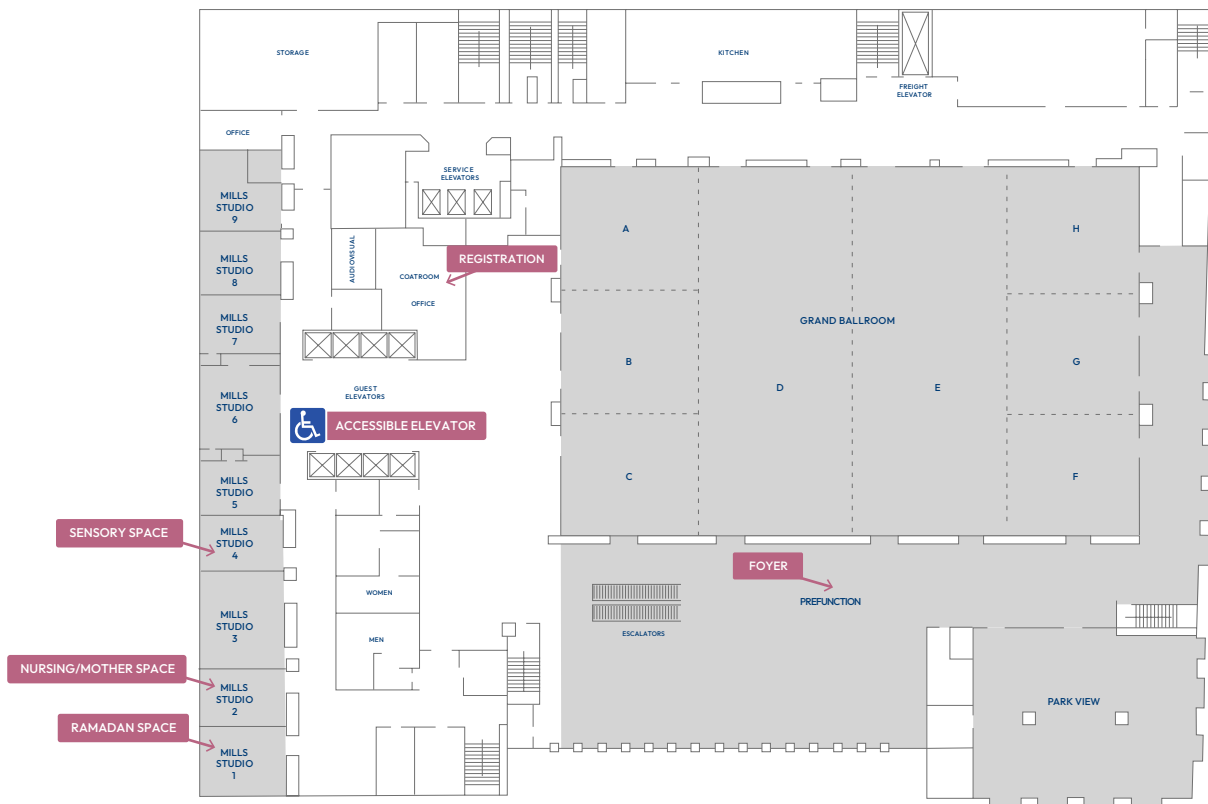 STORAGE
KITCHEN
FREIGHT
ELEVATOR
OFFICE
SERVICE
ELEVATORS
MILLS
STUDIO
9
A
H
AUDIOVISUAL
REGISTRATION
COATROOM
MILLS
STUDIO
8
OFFICE
MILLS
STUDIO
7
GRAND BALLROOM
B
G
D
E
GUEST
ELEVATORS
MILLS
STUDIO
6
ACCESSIBLE ELEVATOR
C
F
MILLS
STUDIO
5
SENSORY SPACE
MILLS
STUDIO
4
FOYER
WOMEN
PREFUNCTION
MILLS
STUDIO
3
ESCALATORS
MEN
NURSING/MOTHER SPACE
MILLS
STUDIO
2
PARK VIEW
RAMADAN SPACE
MILLS
STUDIO
1